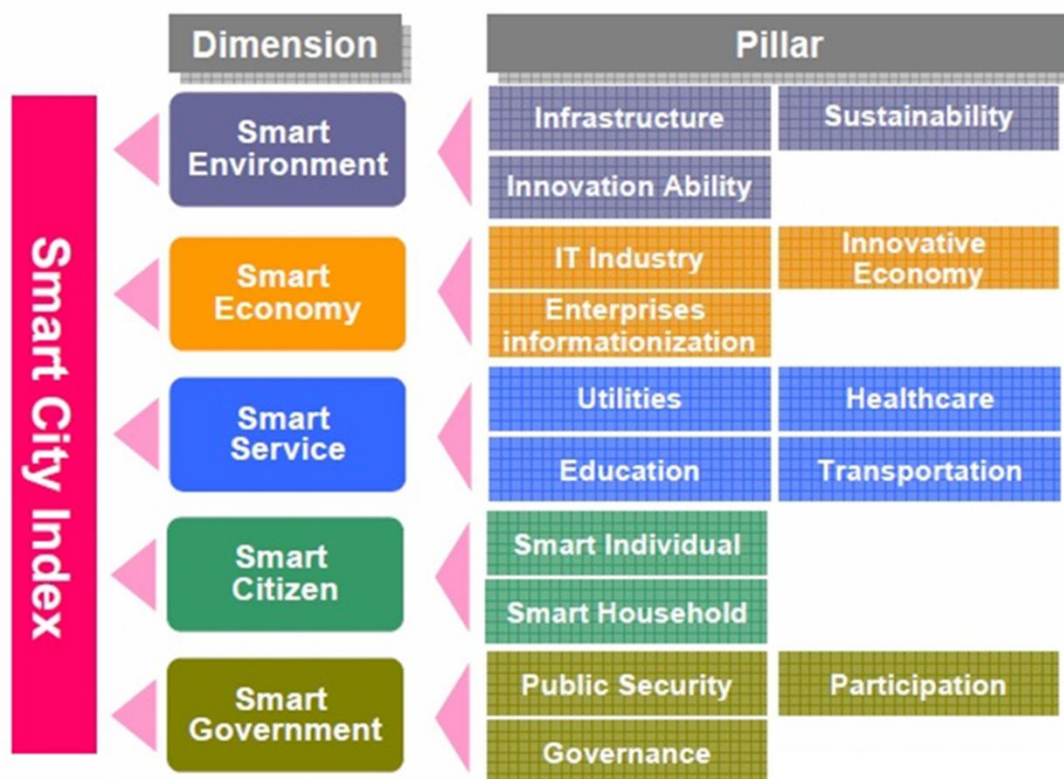 Dimension
Pillar
Smart City Index
Smart
Environment
Infrastructure
Sustainability
Innovation Ability
Smart
Economy
IT Industry
Innovative
Economy
Enterprises
informationization
Smart
Service
Utilities
Healthcare
Education
Transportation
Smart
Citizen
Smart Individual
Smart Household
Smart
Government
Public Security
Participation
Governance